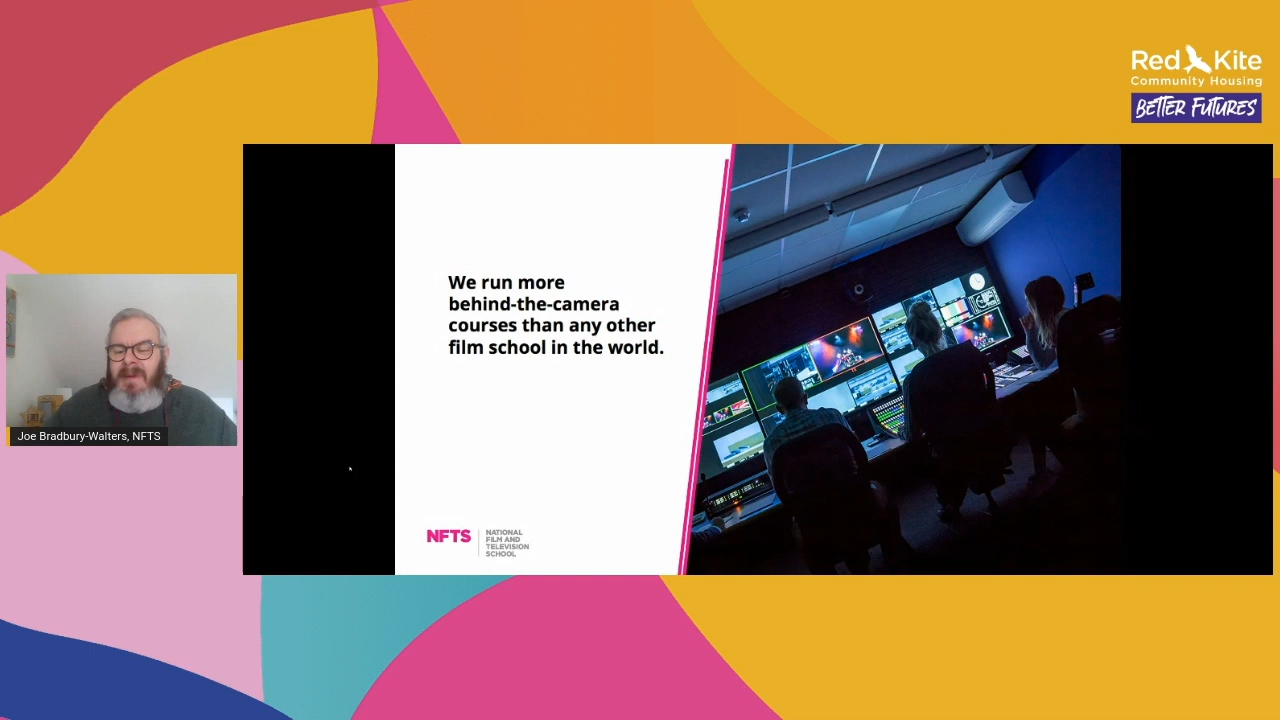 Red Kite
Community Housing
BETTER FUTURES
We run more
behind-the-camera
courses than any other
film school in the world.
Joe Bradbury-Walters, NFTS
NFTS
NATIONAL
FILM AND
TELEVISION
SCHOOL